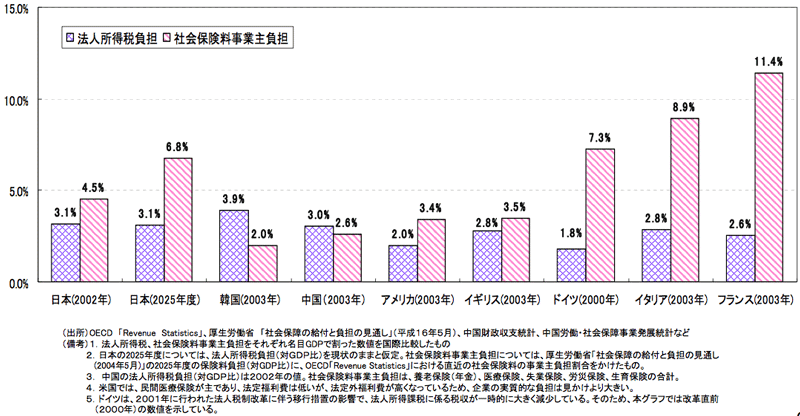 15.0%
法人所得税負担
社会保険料事業主負担
10.0%
5.0%
0.0%
3.1%
4.5%
3.1%
6.8%
3.9%
2.0%
3.0%
2.6%
2.0%
3.4%
2.8%
3.5%
1.8%
7.3%
2.8%
8.9%
2.6%
11.4%
日本(2002年) 日本(2025年度) 韓国(2003年) 中国(2003年) アメリカ(2003年) イギリス(2003年) ドイツ(2000年) イタリア(2003年) フランス(2003年)
(出所)OECD 「Revenue Statistics」、厚生労働省 「社会保障の給付と負担の見通し」(平成16年5月)、中国財政収支統計、中国労働・社会保障事業発展統計など
(備考)1. 法人所得税、社会保険料事業主負担をそれぞれ名目GDPで割った数値を国際比較したもの
2. 日本の2025年度については、法人所得税負担(対GDP比)を現状のままと仮定。社会保険料事業主負担については、厚生労働省「社会保障の給付と負担の見通し
(2004年5月)」の2025年度の保険料負担(対GDP比)に、OECD「Revenue Statistics」における直近の社会保険料の事業主負担割合をかけたもの。
3. 中国の法人所得税負担(対GDP比)は2002年の値。社会保険料事業主負担は、養老保険(年金)、医療保険、失業保険、労災保険、生育保険の合計。
4. 米国では、民間医療保険が主であり、法定福利費は低いが、法定外福利費が高くなっているため、企業の実質的な負担は見かけより大きい。
5. ドイツは、2001年に行われた法人税制改革に伴う移行措置の影響で、法人所得課税に係る税収が一時的に大きく減少している。そのため、本グラフでは改革直前
(2000年)の数値を示している。